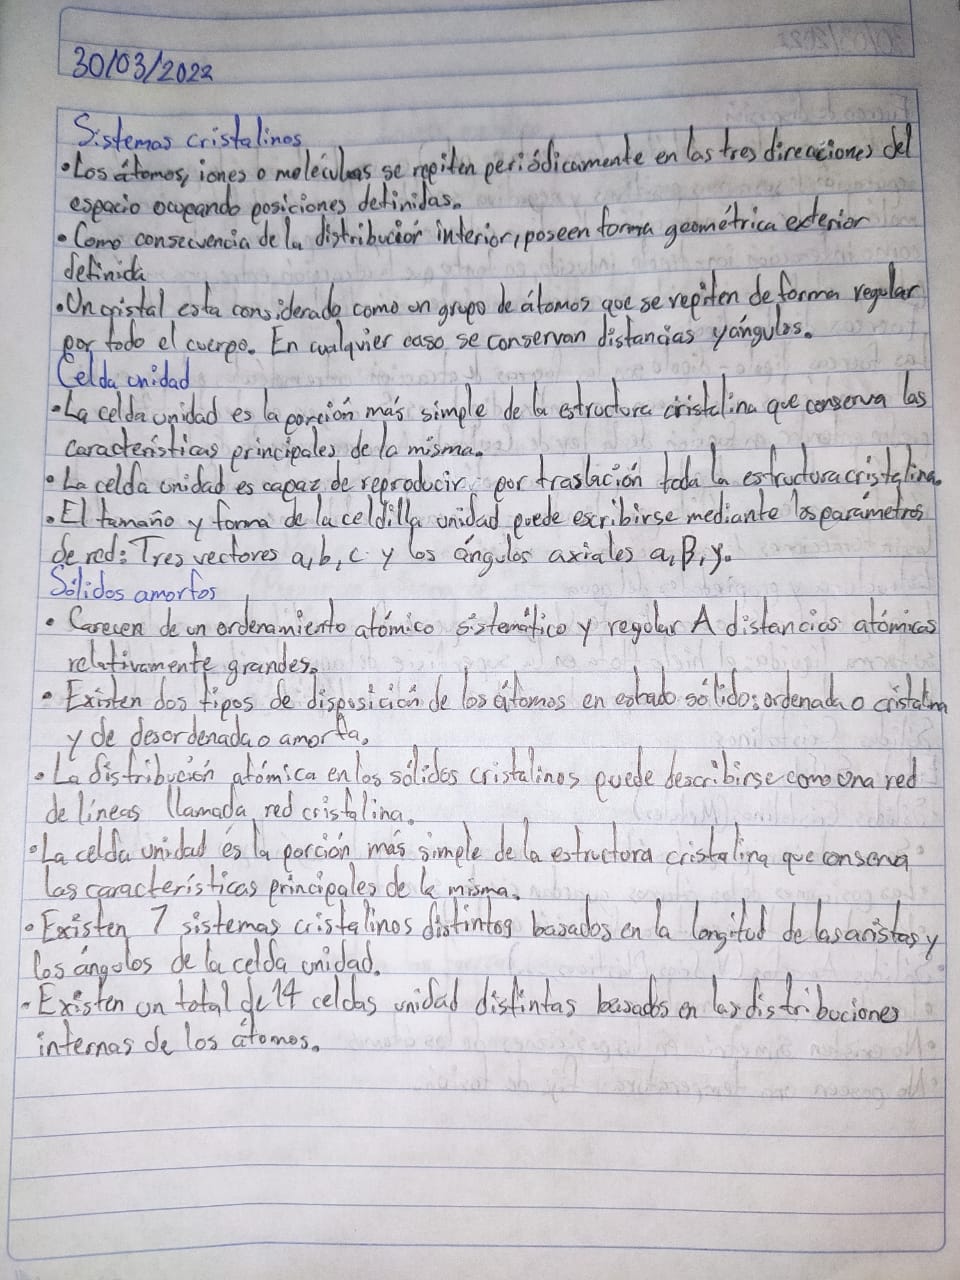 30/03/2022
Sistemas cristalinos
• Los átomos, iones o moléculas se repiten periódicamente en las tres direcciones del
espacio ocupando posiciones definidas.
• Como consecuencia de la distribución interior, poseen forma geométrica exterior
definida
• Un cristal esta considerado como un grupo de átomos que se repiten de forma regular
por todo el cuerpo. En cualquier caso se conservan distancias y ángulos.
Celda unidad
• La celda unidad es la porción más simple de la estructura cristalina que conserva las
características principales de la misma.
• La celda unidad es capaz de reproducir por traslación toda la estructura cristalina.
• El tamaño y forma de la celdilla unidad puede escribirse mediante los parámetros
de red: Tres vectores a, b, c y los ángulos axiales a, β, y.
Sólidos amorfos
• Carecen de un ordenamiento atómico sistemático y regular A distancias atómicas
relativamente grandes.
• Existen dos tipos de disposición de los átomos en estado sólido: ordenada o cristalina
y de desordenada o amorfa.
• La distribución atómica en los sólidos cristalinos puede describirse como una red
de líneas llamada red cristalina.
• La celda unidad es la porción más simple de la estructura cristalina que conserva
las características principales de la misma.
• Existen 7 sistemas cristalinos distintos basados en la longitud de las aristas y
los ángulos de la celda unidad.
• Existen un total de 14 celdas unidad distintas basados en las distribuciones
internas de los átomos.